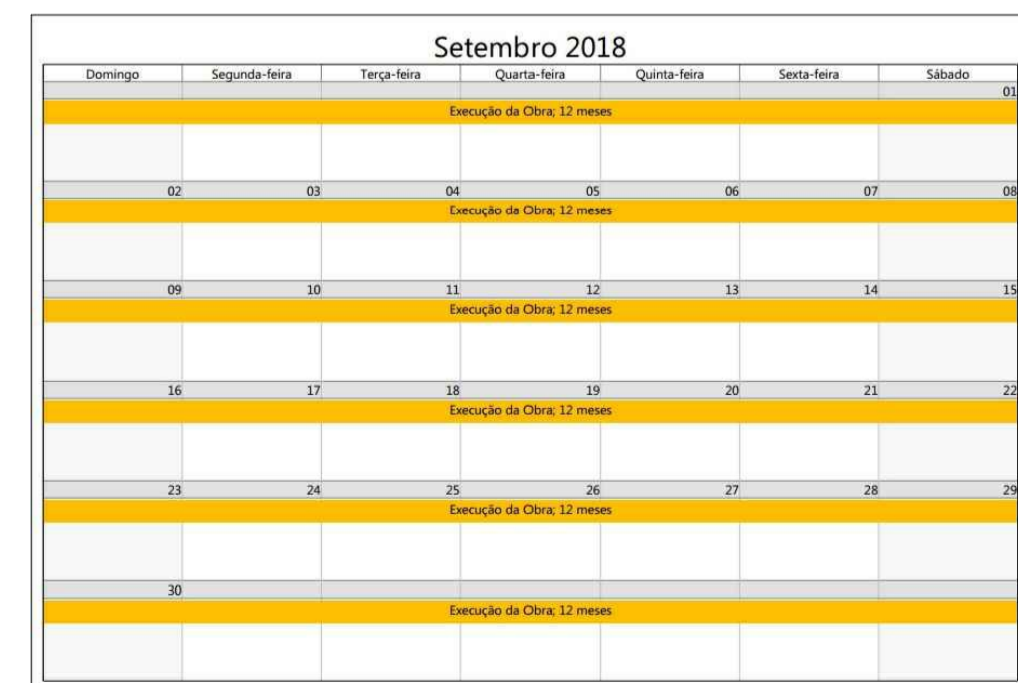 Setembro 2018
Domingo Segunda-feira Terça-feira Quarta-feira Quinta-feira Sexta-feira Sábado
01
Execução da Obra; 12 meses
02 03 04 05 06 07 08
Execução da Obra; 12 meses
09 10 11 12 13 14 15
Execução da Obra; 12 meses
16 17 18 19 20 21 22
Execução da Obra; 12 meses
23 24 25 26 27 28 29
Execução da Obra; 12 meses
30
Execução da Obra; 12 meses